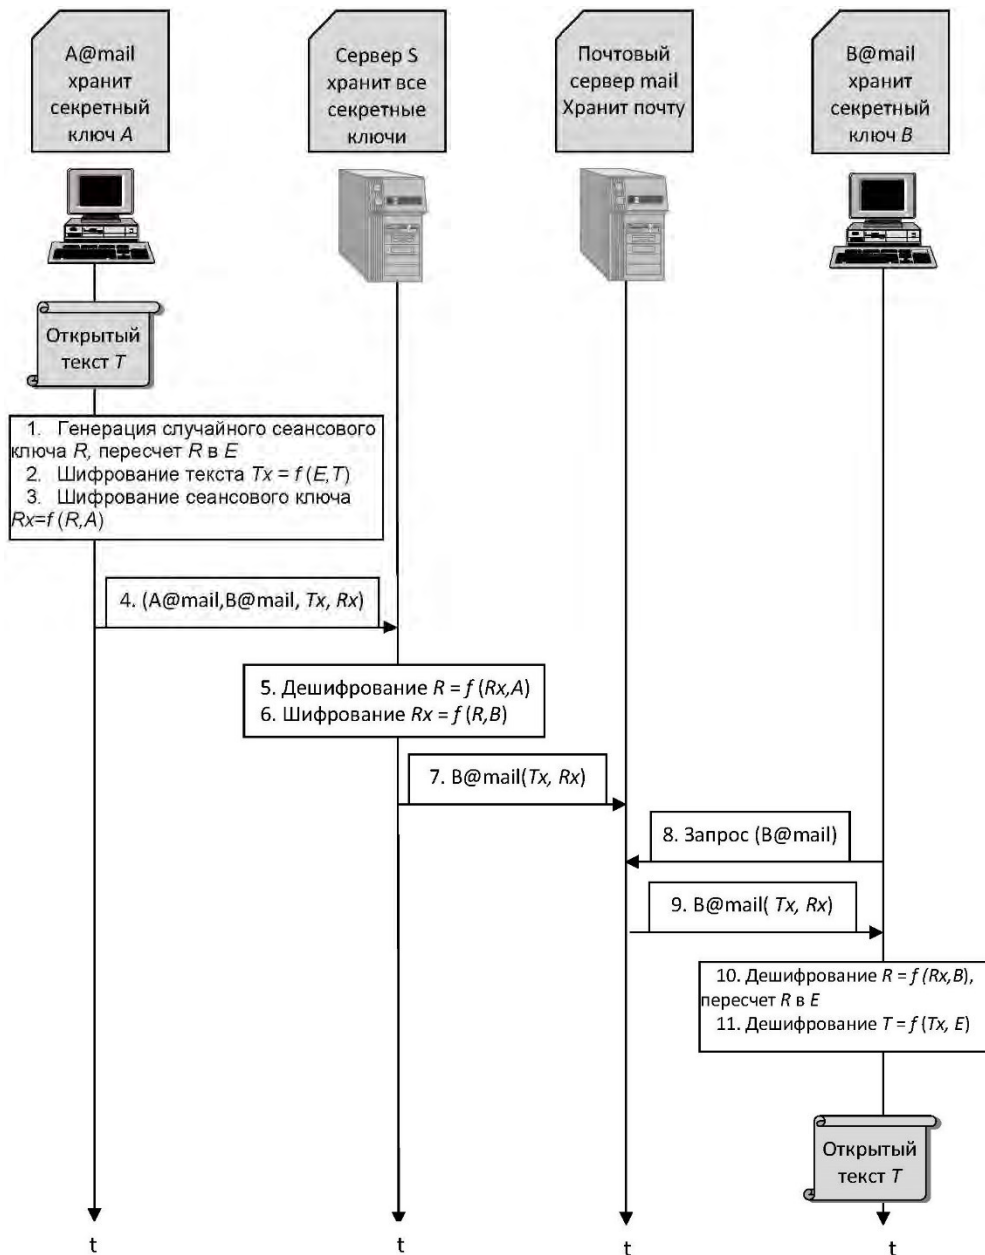 A@mail
хранит
секретный
ключ A
Сервер S
хранит все
секретные
ключи
Почтовый
сервер mail
Хранит почту
B@mail
хранит
секретный
ключ B
Открытый
текст T
1. Генерация случайного сеансового
ключа R, пересчет R в E
2. Шифрование текста Tx = f (E,T)
3. Шифрование сеансового ключа
Rx=f (R,A)
4. (A@mail,B@mail, Tx, Rx)
5. Дешифрование R = f (Rx,A)
6. Шифрование Rx = f (R,B)
7. B@mail(Tx, Rx)
8. Запрос (B@mail)
9. B@mail( Tx, Rx)
10. Дешифрование R = f (Rx,B),
пересчет R в E
11. Дешифрование T = f (Tx, E)
Открытый
текст T
t
t
t
t